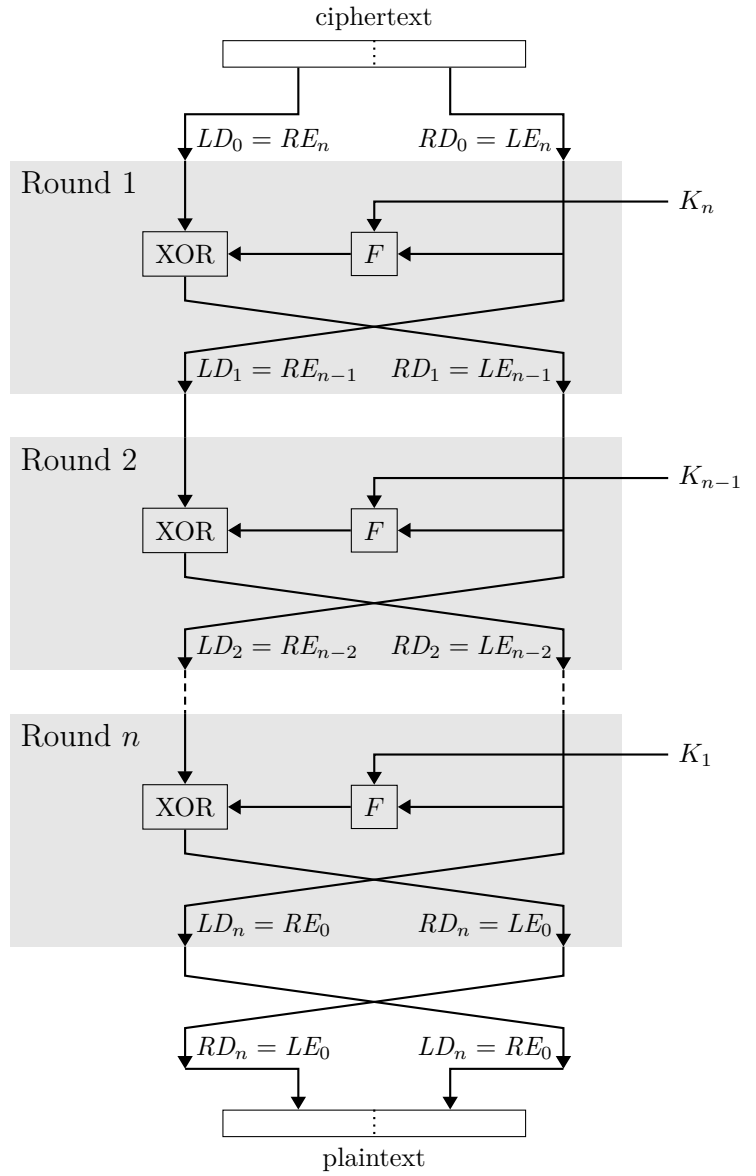 ciphertext
LD₀ = REₙ RD₀ = LEₙ
Round 1
Kₙ
XOR F
LD₁ = REₙ₋₁ RD₁ = LEₙ₋₁
Round 2
Kₙ₋₁
XOR F
LD₂ = REₙ₋₂ RD₂ = LEₙ₋₂
Round n
K₁
XOR F
LDₙ = RE₀ RDₙ = LE₀
RDₙ = LE₀ LDₙ = RE₀
plaintext